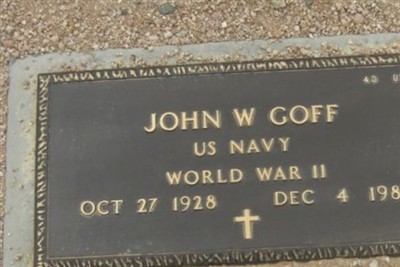 JOHN W GOFF
US NAVY
WORLD WAR II
OCT 27 1928 DEC 4